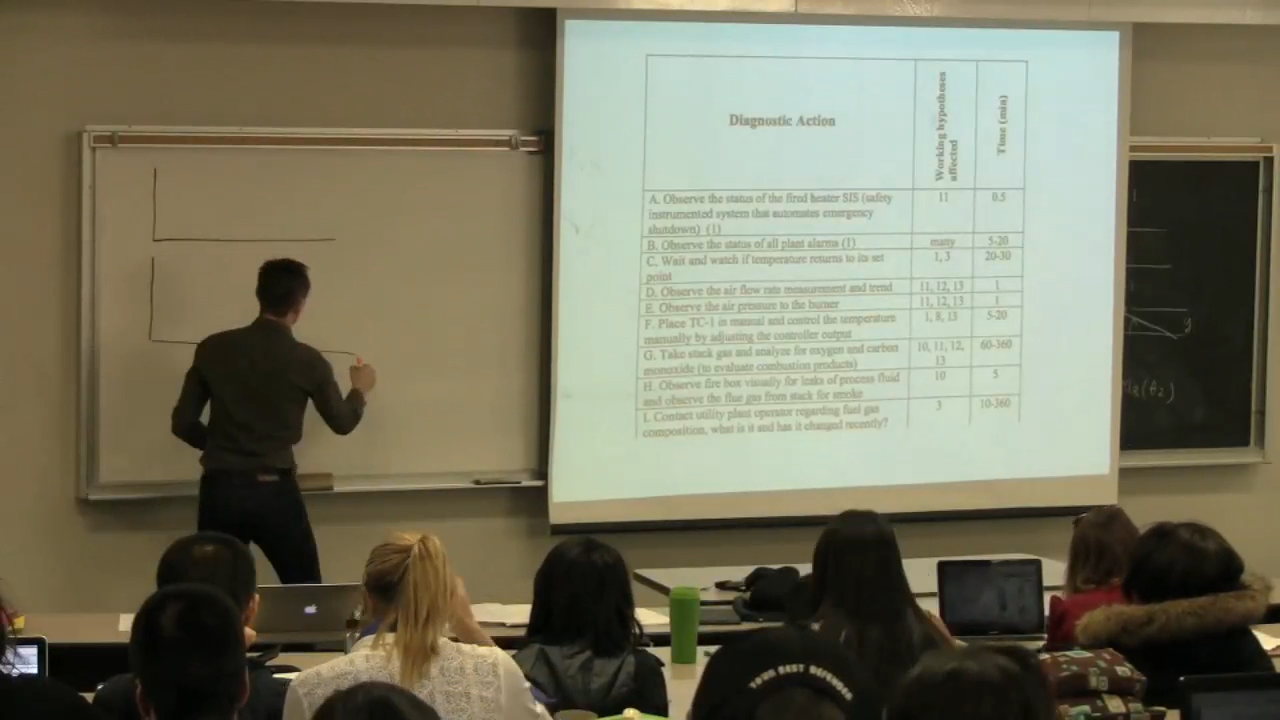 Diagnostic Action
Working hypotheses
affected
Time (min)
A. Observe the status of the fired heater SIS (safety
instrumented system that automates emergency
shutdown) (1)
11
0.5
B. Observe the status of all plant alarms (1)
many
5-20
C. Wait and watch if temperature returns to its set
point
1, 3
20-30
D. Observe the air flow rate measurement and trend
11, 12, 13
1
E. Observe the air pressure to the burner
11, 12, 13
1
F. Place TC-1 in manual and control the temperature
manually by adjusting the controller output
1, 8, 13
5-20
G. Take stack gas and analyze for oxygen and carbon
monoxide (to evaluate combustion products)
10, 11, 12,
13
60-360
H. Observe fire box visually for leaks of process fluid
and observe the flue gas from stack for smoke
10
5
I. Contact utility plant operator regarding fuel gas
composition, what is it and has it changed recently?
3
10-360
y
YOUR BEST DEFENDER